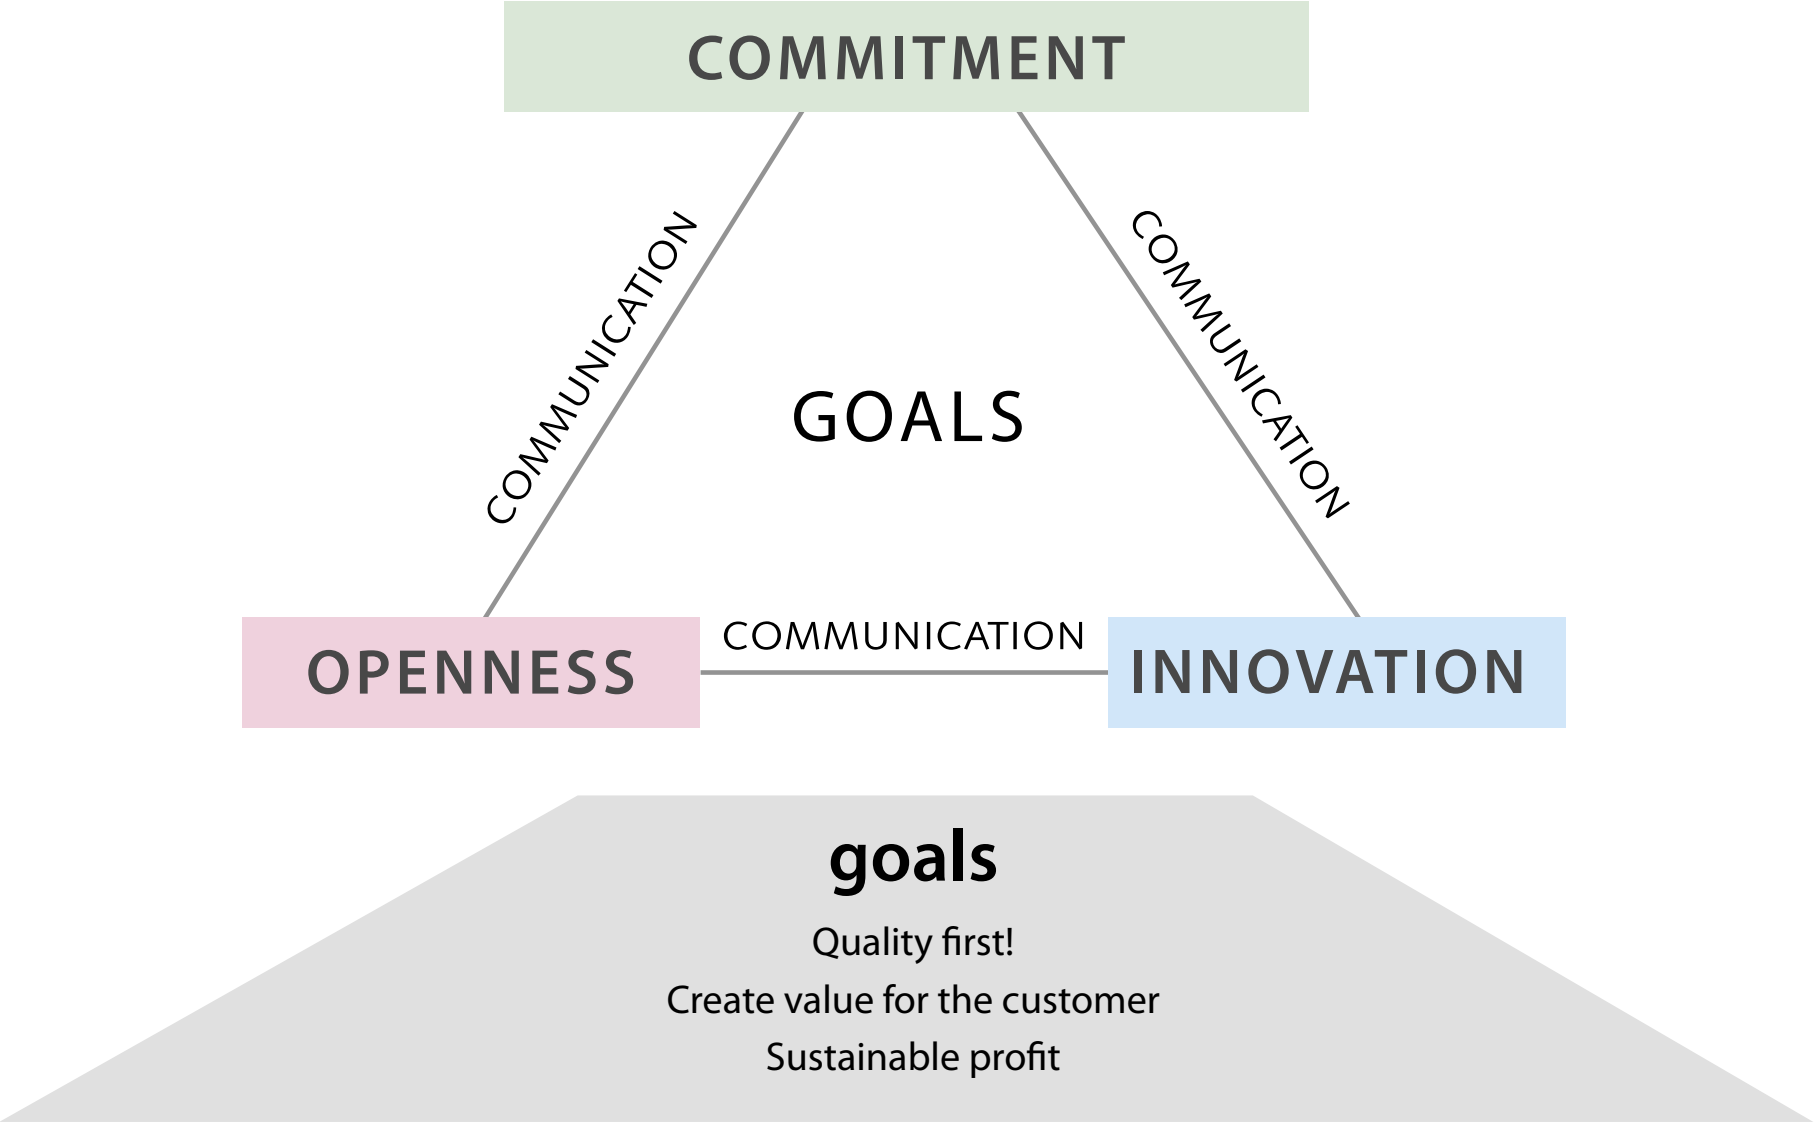 COMMITMENT
COMMUNICATION
COMMUNICATION
GOALS
COMMUNICATION
OPENNESS
INNOVATION
goals
Quality first!
Create value for the customer
Sustainable profit